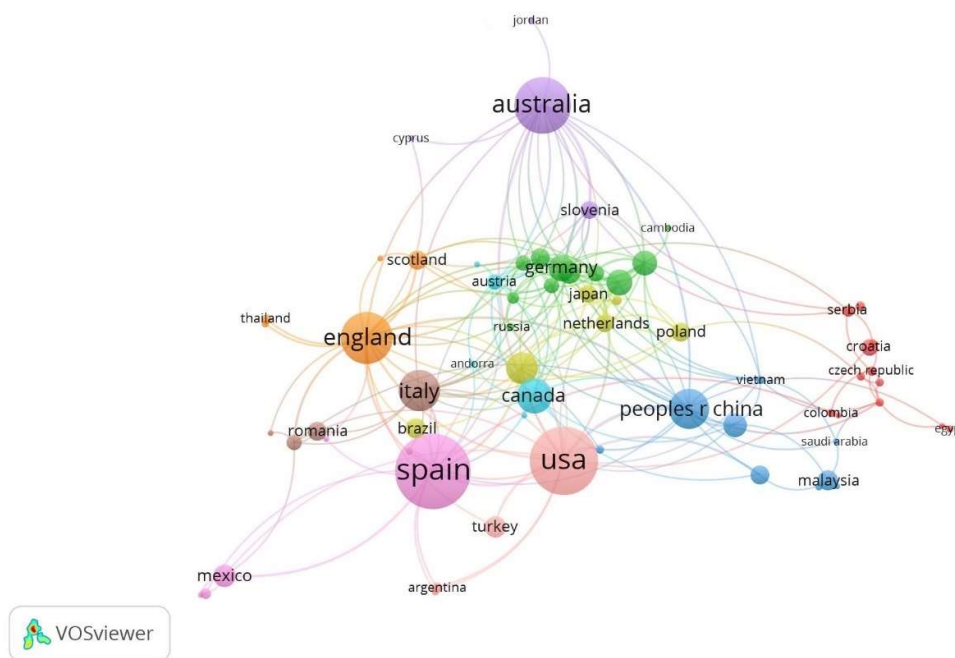 jordan
australia
cyprus
slovenia
cambodia
scotland
germany
austria
japan
thailand
serbia
england
russia
netherlands
poland
croatia
andorra
czech republic
italy
canada
vietnam
peoples r china
colombia
romania
brazil
egyp
saudi arabia
spain
usa
malaysia
turkey
mexico
argentina
VOSviewer